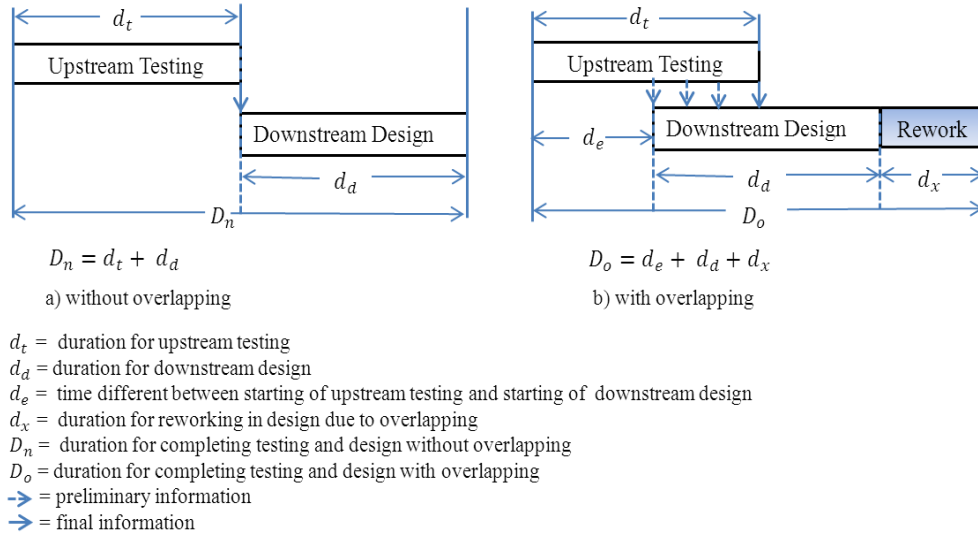 d_t
Upstream Testing
Downstream Design
d_d
D_n
D_n = d_t + d_d
a) without overlapping
d_t
Upstream Testing
d_e
Downstream Design
Rework
d_d
d_x
D_o
D_o = d_e + d_d + d_x
b) with overlapping
d_t = duration for upstream testing
d_d = duration for downstream design
d_e = time different between starting of upstream testing and starting of downstream design
d_x = duration for reworking in design due to overlapping
D_n = duration for completing testing and design without overlapping
D_o = duration for completing testing and design with overlapping
= preliminary information
= final information